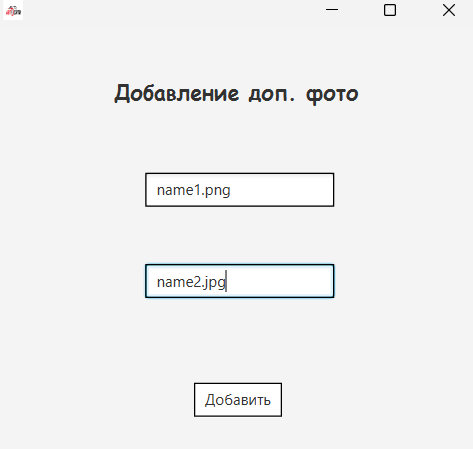 Добавление доп. фото
name1.png
name2.jpg
Добавить